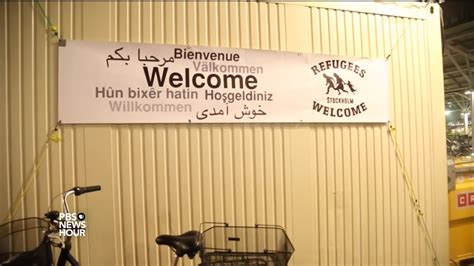 مرحبا بكم
Bienvenue
Välkommen
Welcome
Hûn bixêr hatin Hoşgeldiniz
Willkommen
خوش آمدی
REFUGEES
STOCKHOLM
WELCOME
PBS
NEWS
HOUR